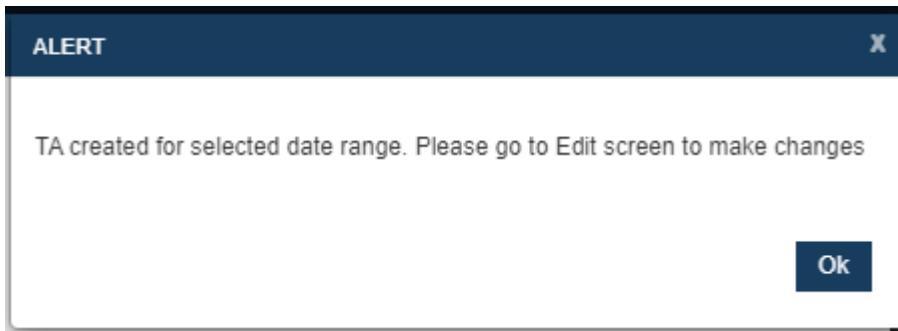 ALERT X
TA created for selected date range. Please go to Edit screen to make changes
Ok